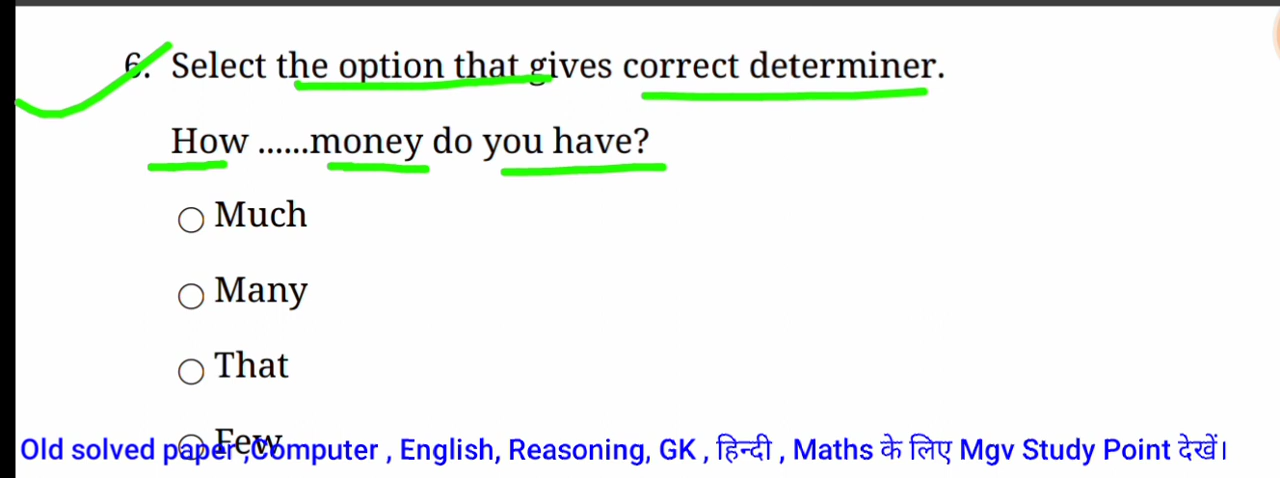 6. Select the option that gives correct determiner.
How ......money do you have?
Much
Many
That
Few
Old solved paper ,Computer , English, Reasoning, GK , हिन्दी , Maths के लिए Mgv Study Point देखें।